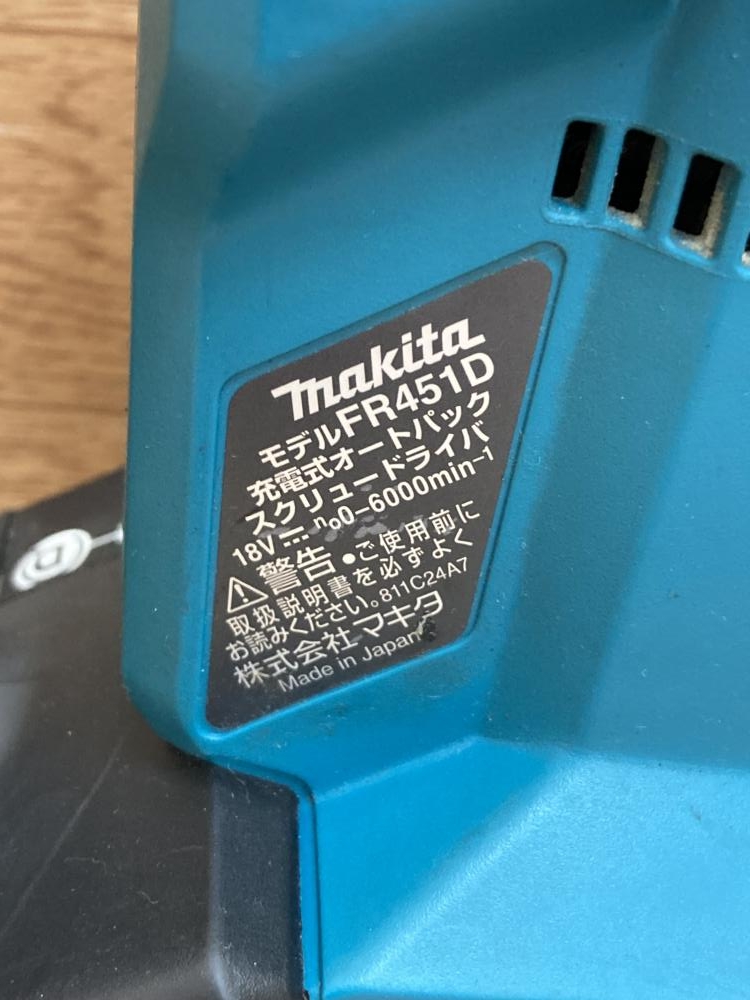 makita
モデルFR451D
充電式オートパック
スクリュードライバ
18V⎓ n₀0-6000min-1
⚠警告 •ご使用前に
取扱説明書を必ずよく
お読みください。811C24A7
株式会社マキタ
Made in Japan